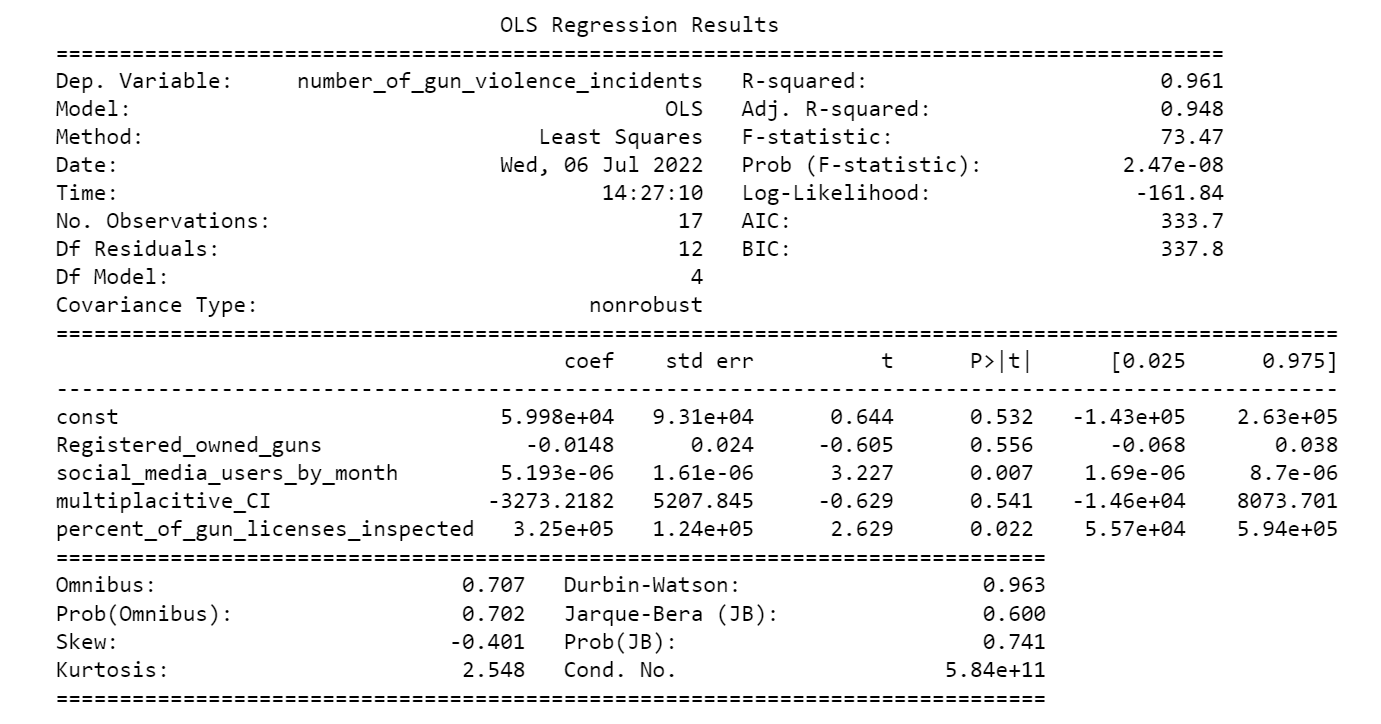 OLS Regression Results
==============================================================================================
Dep. Variable: number_of_gun_violence_incidents R-squared: 0.961
Model: OLS Adj. R-squared: 0.948
Method: Least Squares F-statistic: 73.47
Date: Wed, 06 Jul 2022 Prob (F-statistic): 2.47e-08
Time: 14:27:10 Log-Likelihood: -161.84
No. Observations: 17 AIC: 333.7
Df Residuals: 12 BIC: 337.8
Df Model: 4
Covariance Type: nonrobust
=======================================================================================================
coef std err t P>|t| [0.025 0.975]
-------------------------------------------------------------------------------------------------------
const 5.998e+04 9.31e+04 0.644 0.532 -1.43e+05 2.63e+05
Registered_owned_guns -0.0148 0.024 -0.605 0.556 -0.068 0.038
social_media_users_by_month 5.193e-06 1.61e-06 3.227 0.007 1.69e-06 8.7e-06
multiplacitive_CI -3273.2182 5207.845 -0.629 0.541 -1.46e+04 8073.701
percent_of_gun_licenses_inspected 3.25e+05 1.24e+05 2.629 0.022 5.57e+04 5.94e+05
==============================================================================
Omnibus: 0.707 Durbin-Watson: 0.963
Prob(Omnibus): 0.702 Jarque-Bera (JB): 0.600
Skew: -0.401 Prob(JB): 0.741
Kurtosis: 2.548 Cond. No. 5.84e+11
==============================================================================